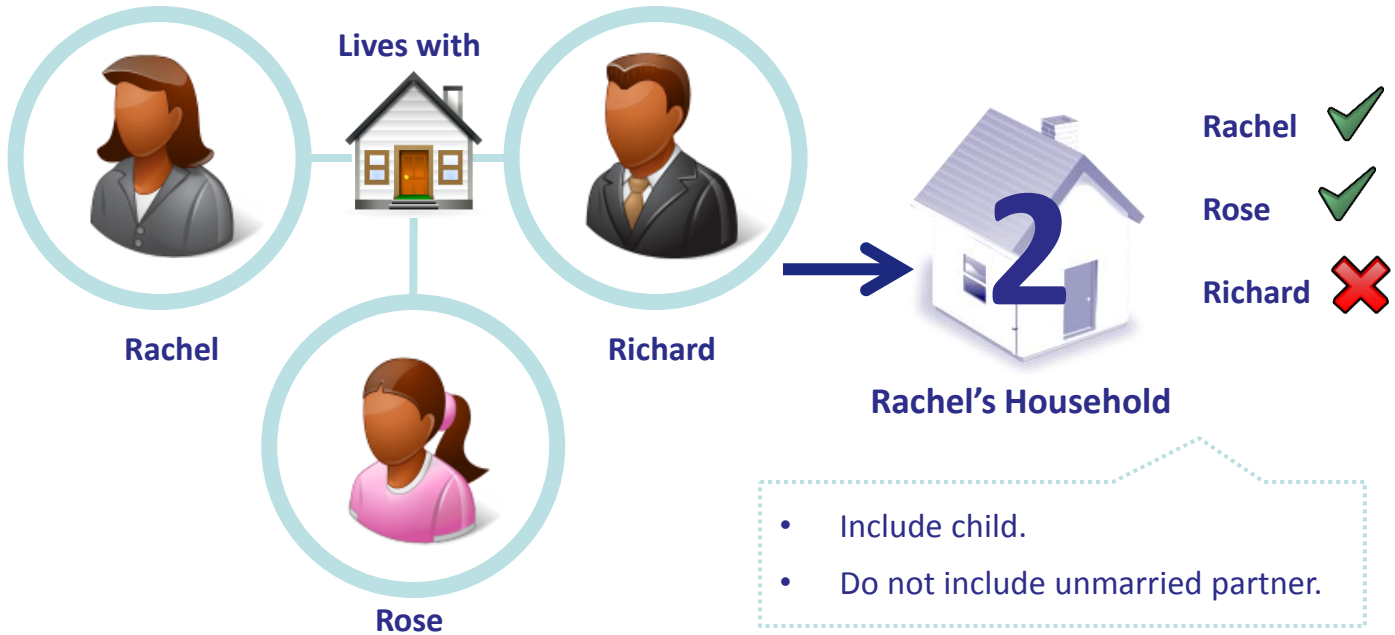 Lives with
Rachel
Richard
Rose
2
Rachel’s Household
Rachel
Rose
Richard
• Include child.
• Do not include unmarried partner.